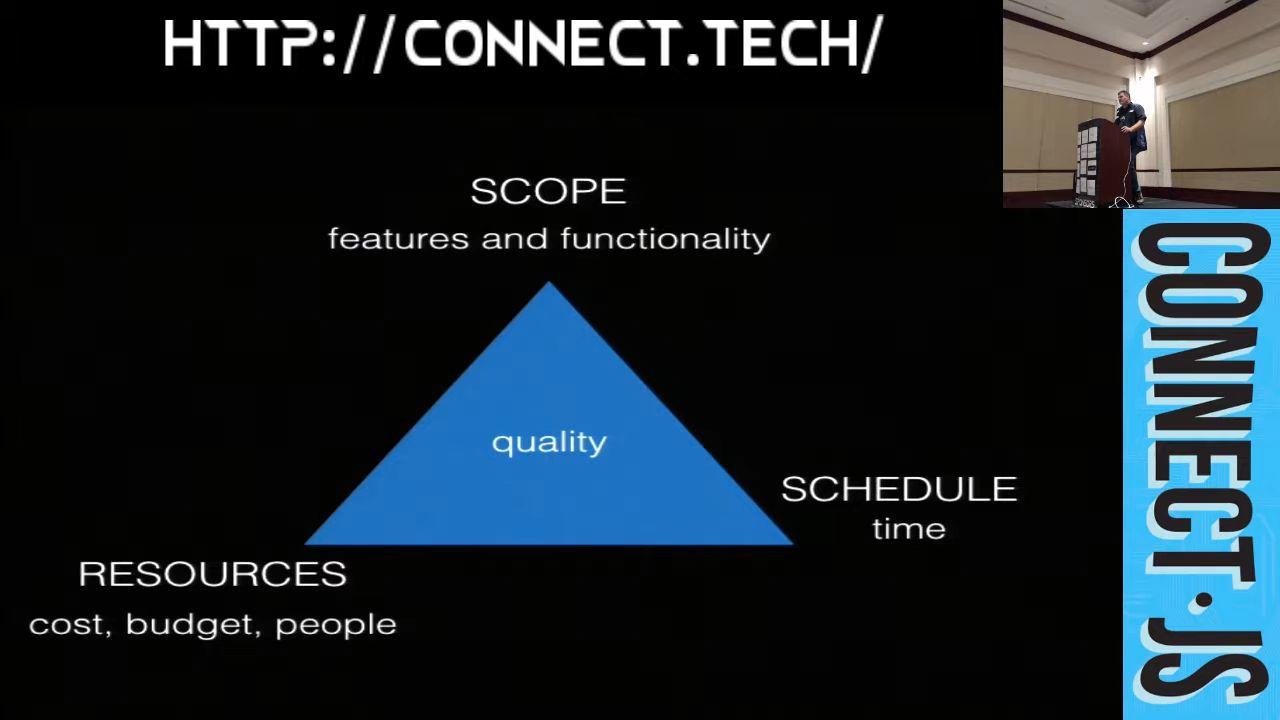 HTTP://CONNECT.TECH/
SCOPE
features and functionality
quality
SCHEDULE
time
RESOURCES
cost, budget, people
CONNECT.JS